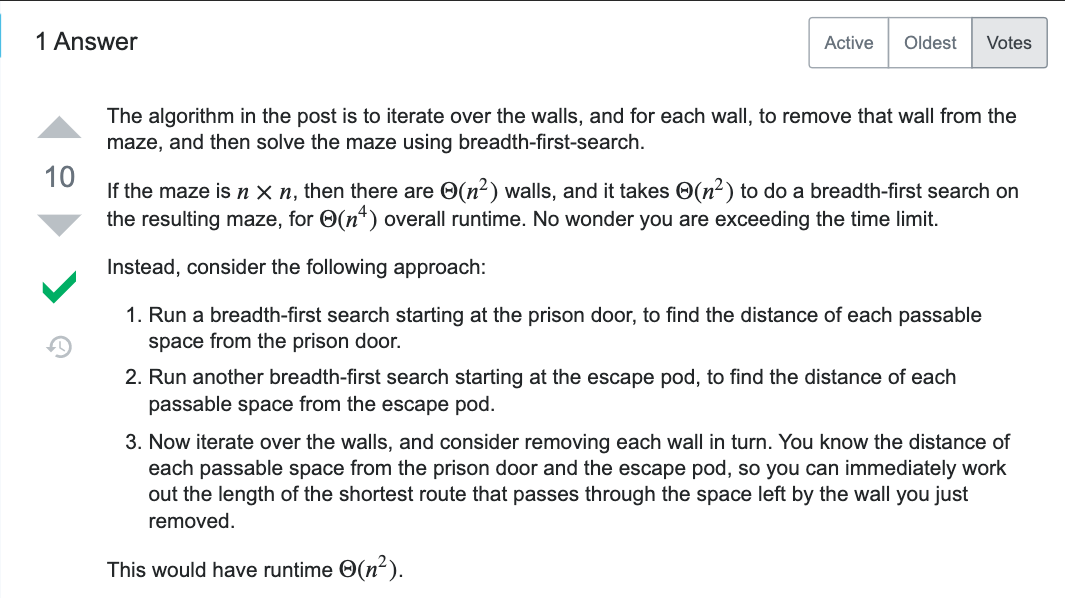 1 Answer
Active Oldest Votes
The algorithm in the post is to iterate over the walls, and for each wall, to remove that wall from the
maze, and then solve the maze using breadth-first-search.
10
If the maze is n × n, then there are Θ(n²) walls, and it takes Θ(n²) to do a breadth-first search on
the resulting maze, for Θ(n⁴) overall runtime. No wonder you are exceeding the time limit.
Instead, consider the following approach:
1. Run a breadth-first search starting at the prison door, to find the distance of each passable
space from the prison door.
2. Run another breadth-first search starting at the escape pod, to find the distance of each
passable space from the escape pod.
3. Now iterate over the walls, and consider removing each wall in turn. You know the distance of
each passable space from the prison door and the escape pod, so you can immediately work
out the length of the shortest route that passes through the space left by the wall you just
removed.
This would have runtime Θ(n²).